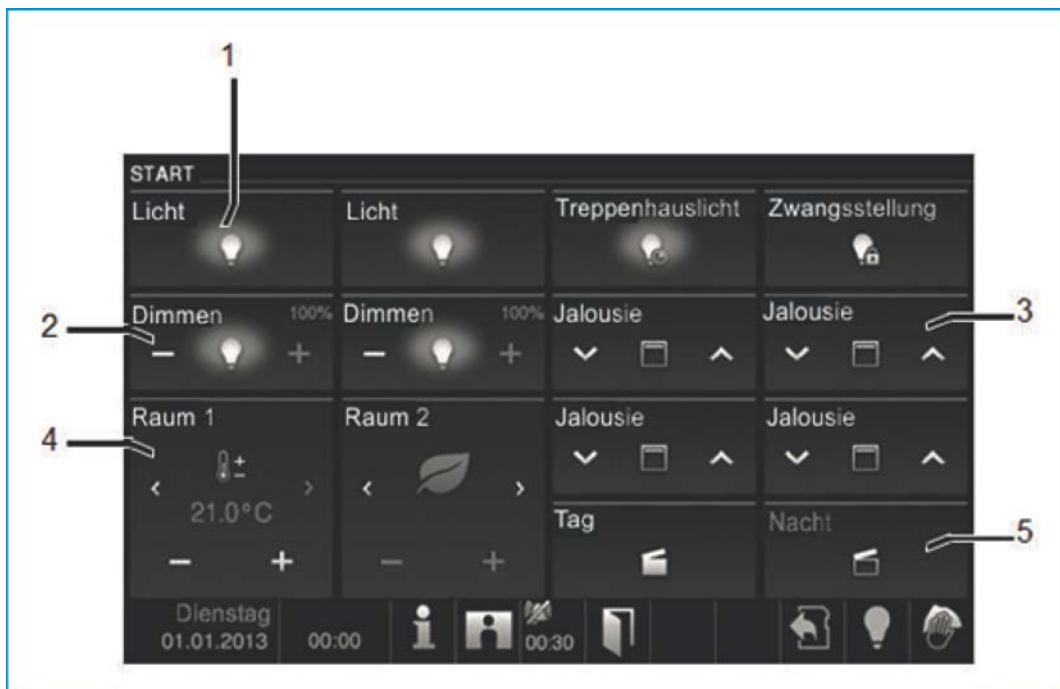 1
START
Licht Licht Treppenhauslicht Zwangsstellung
2 Dimmen 100% Dimmen 100% Jalousie Jalousie 3
4 Raum 1 Raum 2 Jalousie Jalousie
21.0°C
Tag Nacht 5
Dienstag
01.01.2013 00:00 00:30